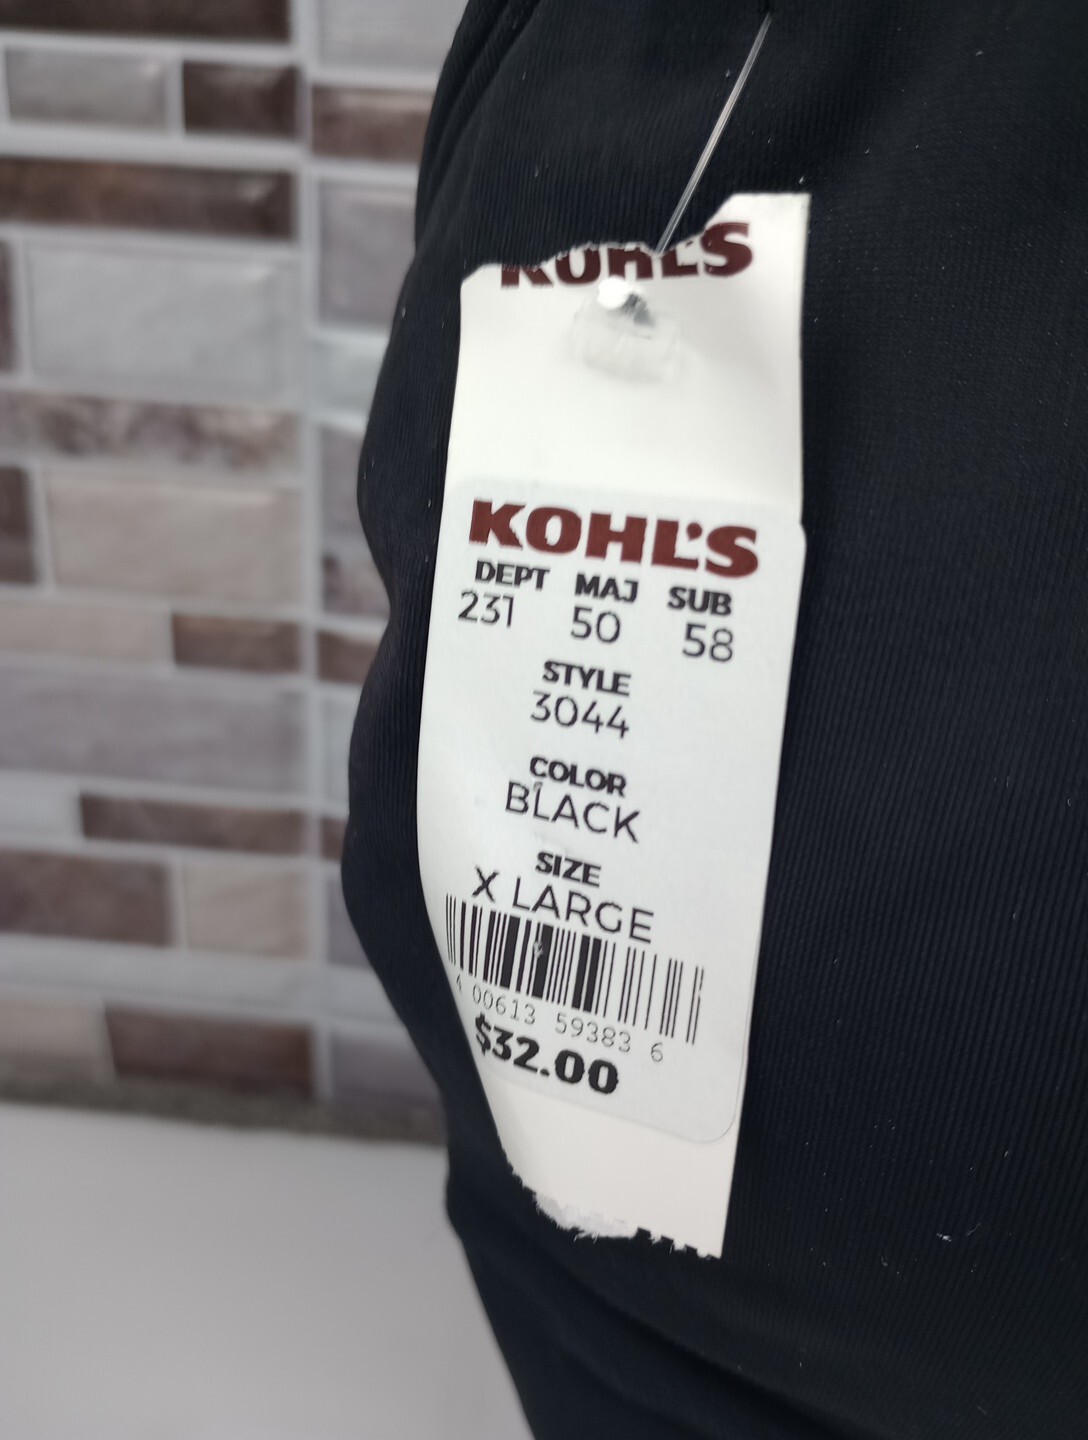 KOHL'S
KOHL'S
DEPT MAJ SUB
231 50 58
STYLE
3044
COLOR
BLACK
SIZE
X LARGE
4 00613 59383 6
$32.00